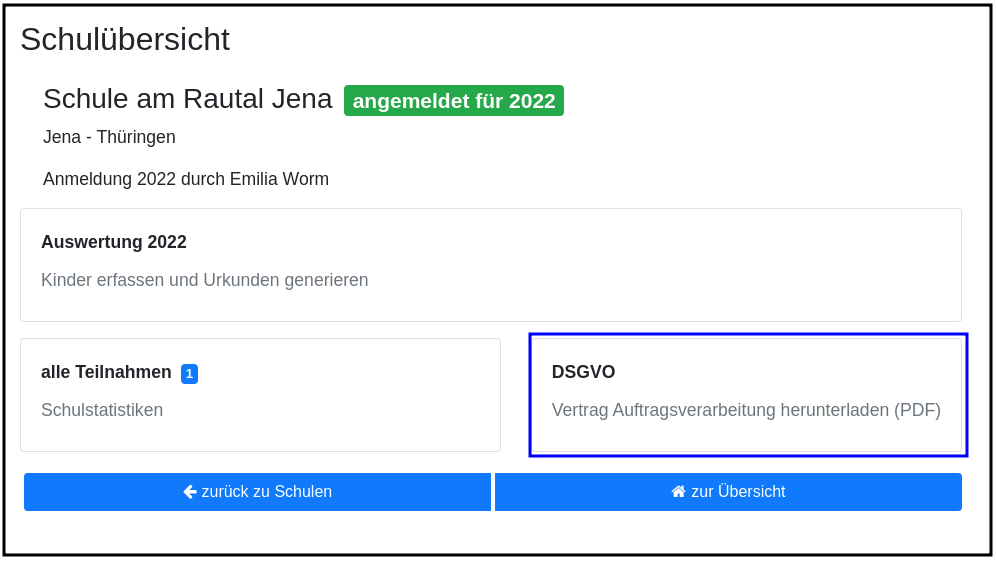 Schulübersicht
Schule am Rautal Jena angemeldet für 2022
Jena - Thüringen
Anmeldung 2022 durch Emilia Worm
Auswertung 2022
Kinder erfassen und Urkunden generieren
alle Teilnahmen 1
Schulstatistiken
DSGVO
Vertrag Auftragsverarbeitung herunterladen (PDF)
zurück zu Schulen
zur Übersicht